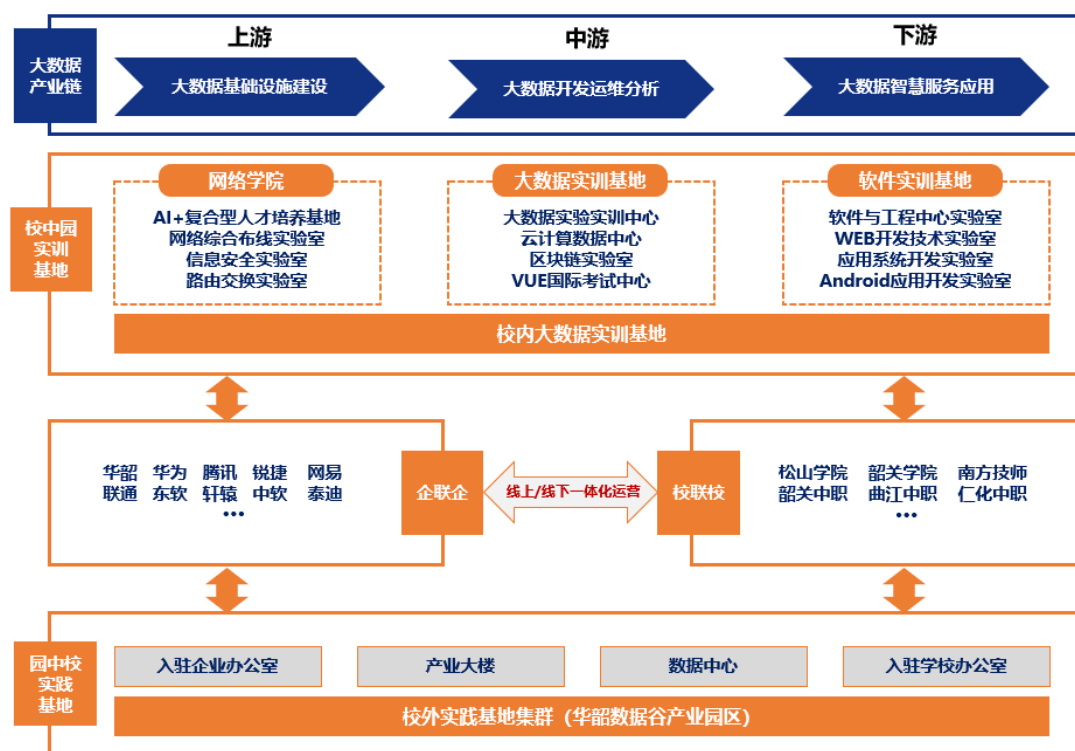 上游
中游
下游
大数据
产业链
大数据基础设施建设
大数据开发运维分析
大数据智慧服务应用
校中园
实训
基地
网络学院
AI+复合型人才培养基地
网络综合布线实验室
信息安全实验室
路由交换实验室
大数据实训基地
大数据实验实训中心
云计算数据中心
区块链实验室
VUE国际考试中心
软件实训基地
软件与工程中心实验室
WEB开发技术实验室
应用系统开发实验室
Android应用开发实验室
校内大数据实训基地
华韶 华为 腾讯 锐捷 网易
联通 东软 轩辕 中软 泰迪
•••
企联企
线上/线下一体化运营
校联校
松山学院 韶关学院 南方技师
韶关中职 曲江中职 仁化中职
•••
园中校
实践
基地
入驻企业办公室
产业大楼
数据中心
入驻学校办公室
校外实践基地集群（华韶数据谷产业园区）